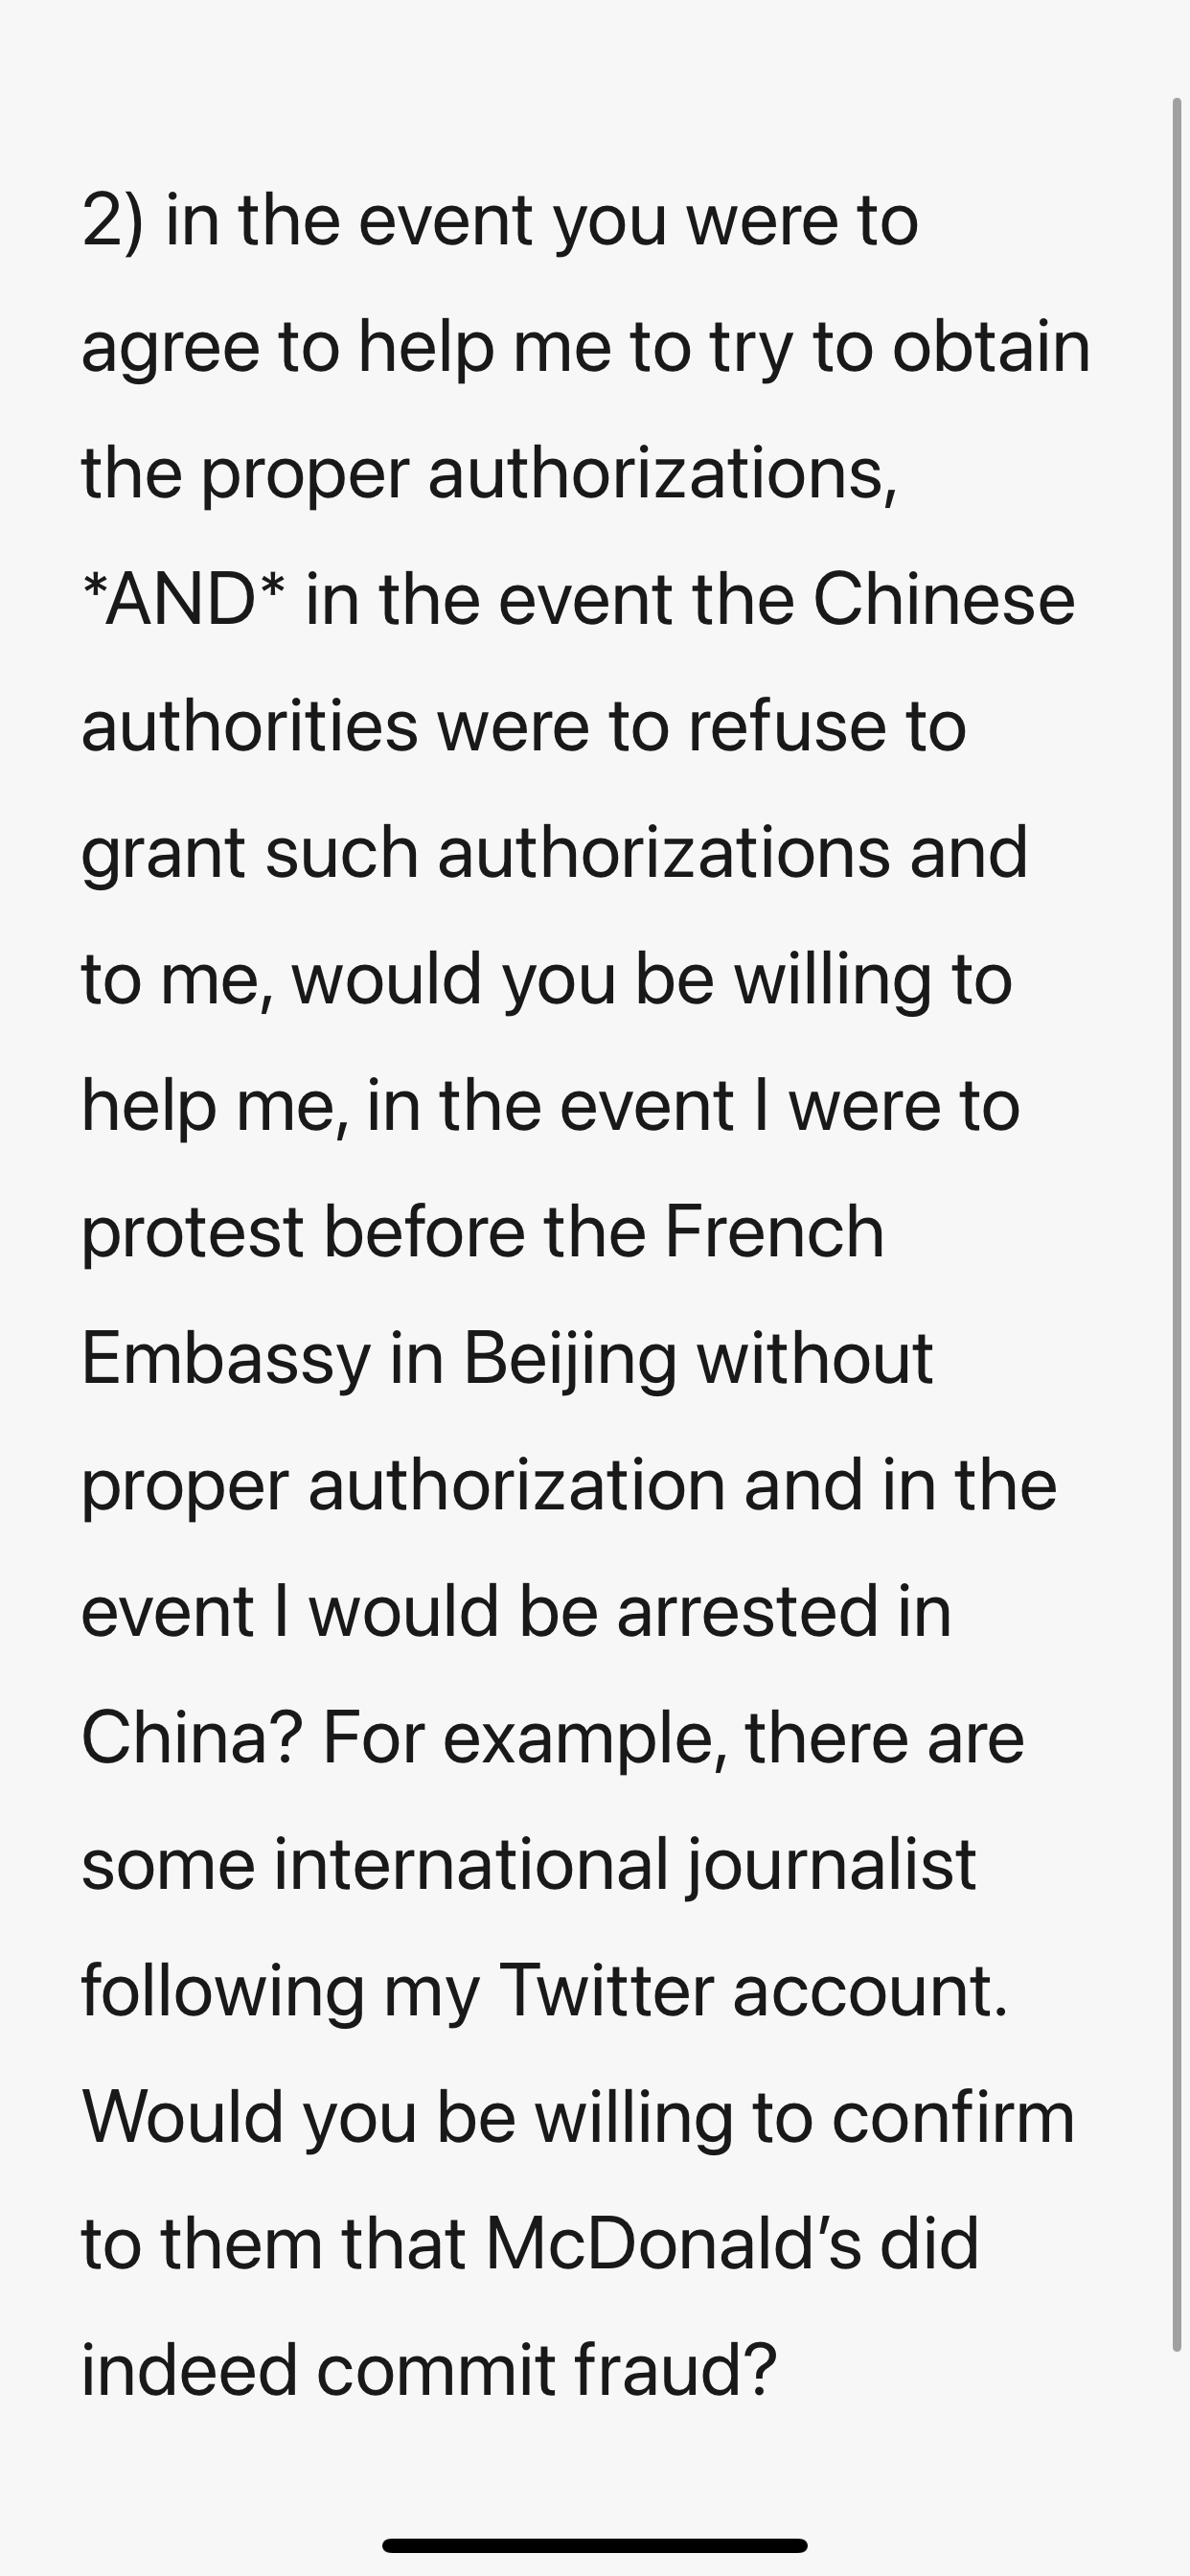 2) in the event you were to
agree to help me to try to obtain
the proper authorizations,
*AND* in the event the Chinese
authorities were to refuse to
grant such authorizations and
to me, would you be willing to
help me, in the event I were to
protest before the French
Embassy in Beijing without
proper authorization and in the
event I would be arrested in
China? For example, there are
some international journalist
following my Twitter account.
Would you be willing to confirm
to them that McDonald’s did
indeed commit fraud?